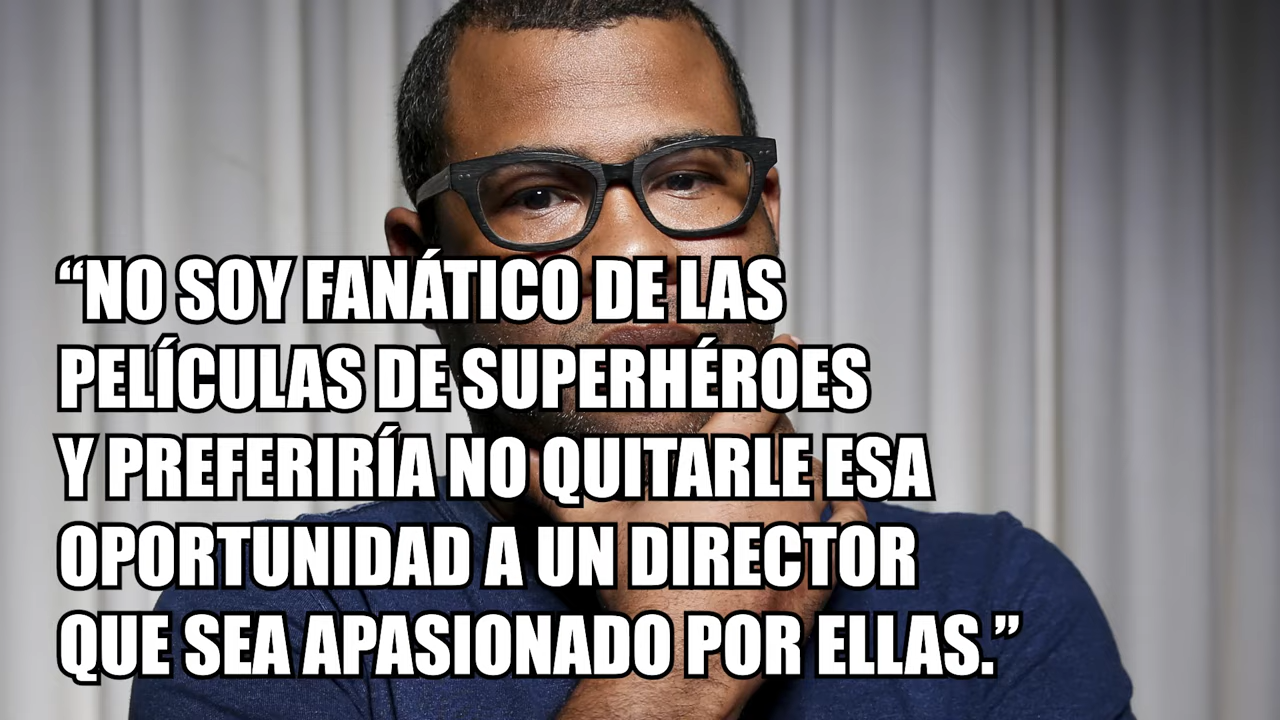 “NO SOY FANÁTICO DE LAS
PELÍCULAS DE SUPERHÉROES
Y PREFERIRÍA NO QUITARLE ESA
OPORTUNIDAD A UN DIRECTOR
QUE SEA APASIONADO POR ELLAS.”